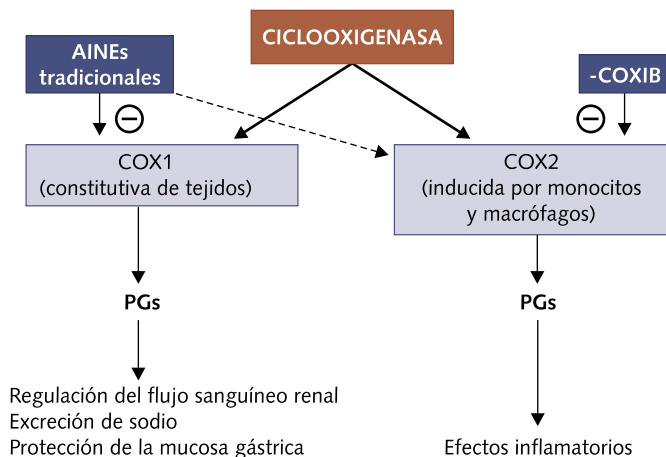 AINEs
tradicionales
CICLOOXIGENASA
-COXIB
COX1
(constitutiva de tejidos)
COX2
(inducida por monocitos
y macrófagos)
PGs
PGs
Regulación del flujo sanguíneo renal
Excreción de sodio
Protección de la mucosa gástrica
Efectos inflamatorios